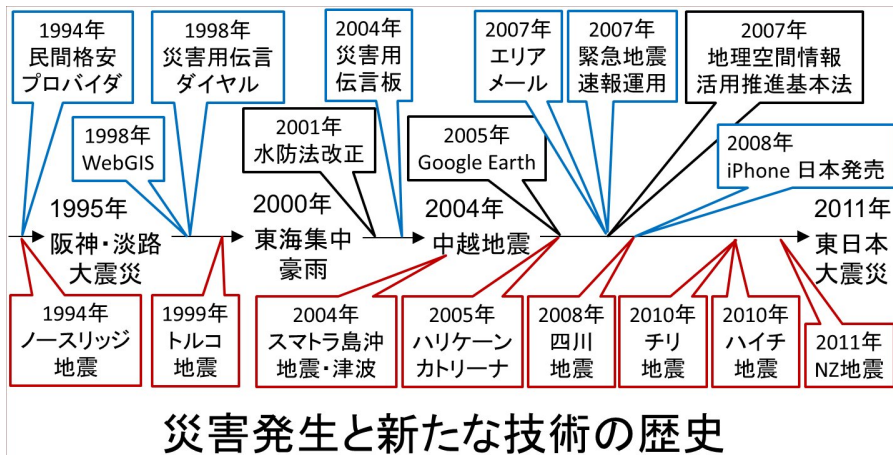 1994年
民間格安
プロバイダ
1998年
災害用伝言
ダイヤル
2004年
災害用
伝言板
2007年
エリア
メール
2007年
緊急地震
速報運用
2007年
地理空間情報
活用推進基本法
1998年
WebGIS
2001年
水防法改正
2005年
Google Earth
2008年
iPhone 日本発売
1995年
阪神・淡路
大震災
2000年
東海集中
豪雨
2004年
中越地震
2011年
東日本
大震災
1994年
ノースリッジ
地震
1999年
トルコ
地震
2004年
スマトラ島沖
地震・津波
2005年
ハリケーン
カトリーナ
2008年
四川
地震
2010年
チリ
地震
2010年
ハイチ
地震
2011年
NZ地震
災害発生と新たな技術の歴史